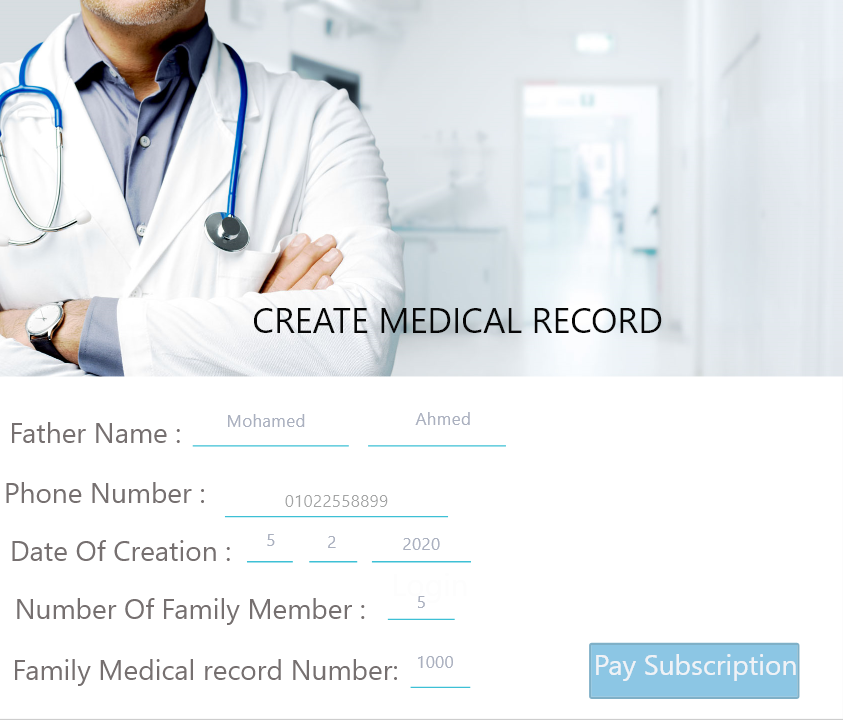 CREATE MEDICAL RECORD
Father Name : Mohamed Ahmed
Phone Number : 01022558899
Date Of Creation : 5 2 2020
Login
Number Of Family Member : 5
Family Medical record Number: 1000
Pay Subscription